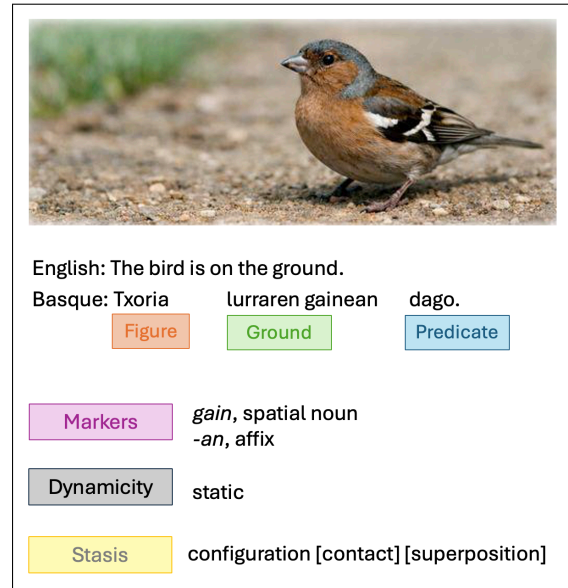 English: The bird is on the ground.
Basque: Txoria lurraren gainean dago.
Figure Ground Predicate
Markers gain, spatial noun
-an, affix
Dynamicity static
Stasis configuration [contact] [superposition]